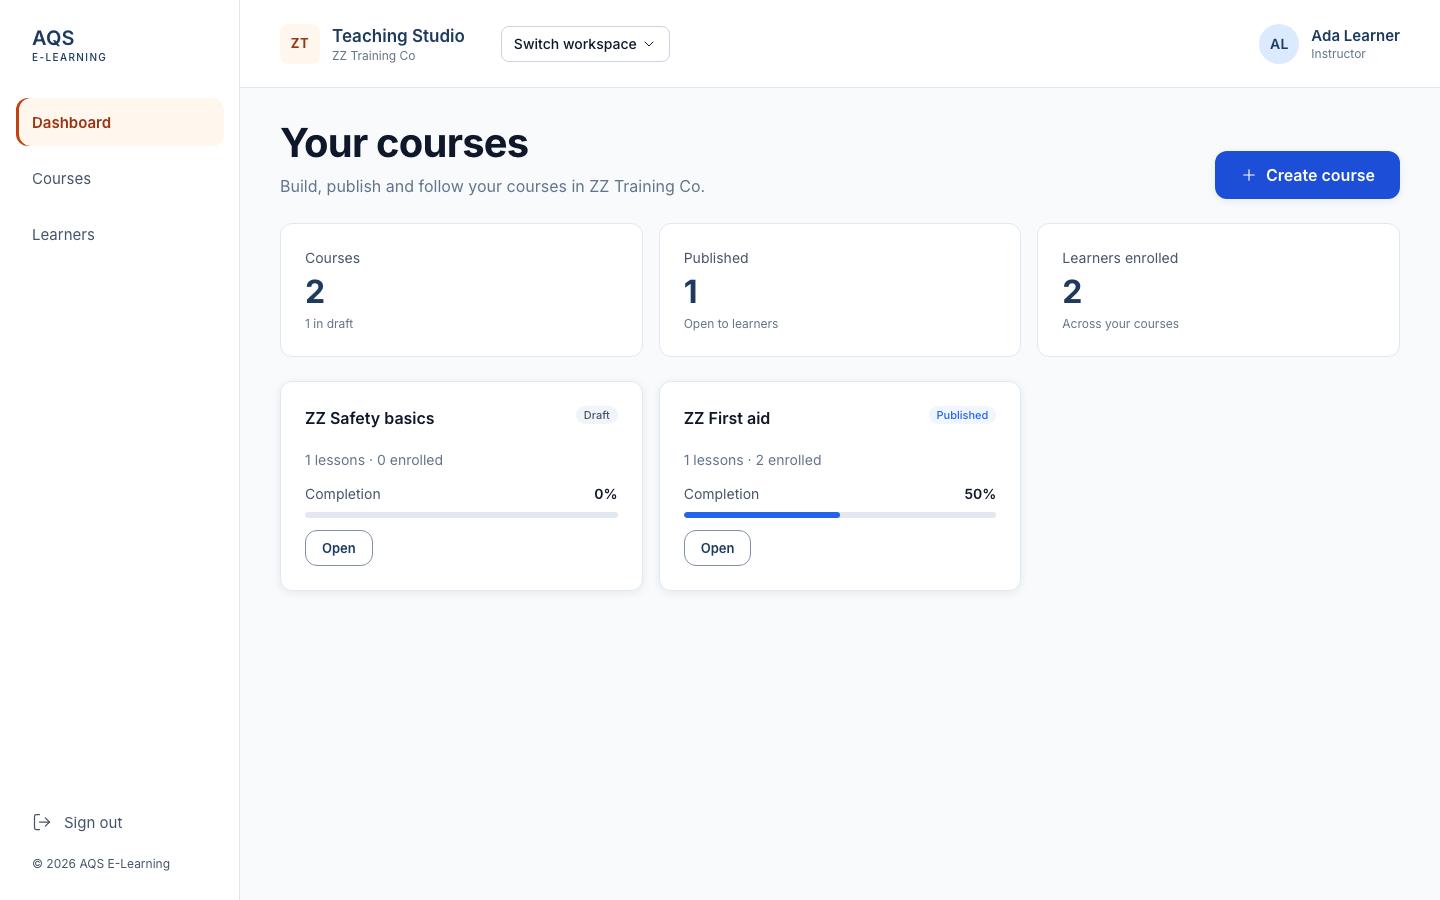 AQS
E-LEARNING
Dashboard
Courses
Learners
Sign out
© 2026 AQS E-Learning
ZT
Teaching Studio
ZZ Training Co
Switch workspace
AL
Ada Learner
Instructor
Your courses
Build, publish and follow your courses in ZZ Training Co.
Create course
Courses
2
1 in draft
Published
1
Open to learners
Learners enrolled
2
Across your courses
ZZ Safety basics
Draft
1 lessons · 0 enrolled
Completion 0%
Open
ZZ First aid
Published
1 lessons · 2 enrolled
Completion 50%
Open